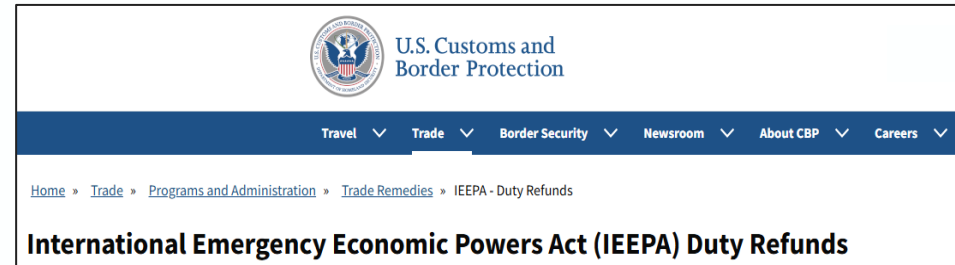 U.S. Customs and
Border Protection
Travel Trade Border Security Newsroom About CBP Careers
Home » Trade » Programs and Administration » Trade Remedies » IEEPA - Duty Refunds
International Emergency Economic Powers Act (IEEPA) Duty Refunds